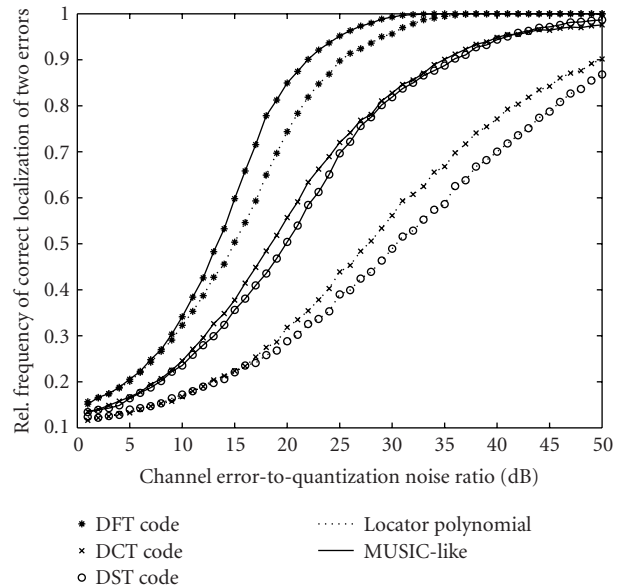 Rel. frequency of correct localization of two errors
1
0.9
0.8
0.7
0.6
0.5
0.4
0.3
0.2
0.1
0 5 10 15 20 25 30 35 40 45 50
Channel error-to-quantization noise ratio (dB)
DFT code
DCT code
DST code
Locator polynomial
MUSIC-like